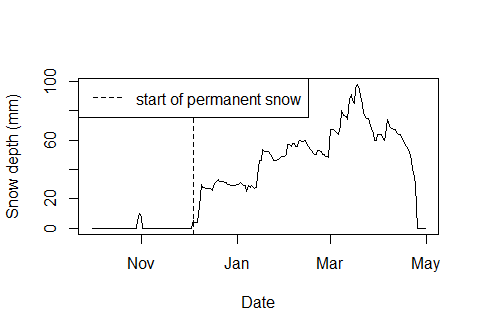 start of permanent snow
Snow depth (mm)
100
60
20
0
Nov
Jan
Mar
May
Date